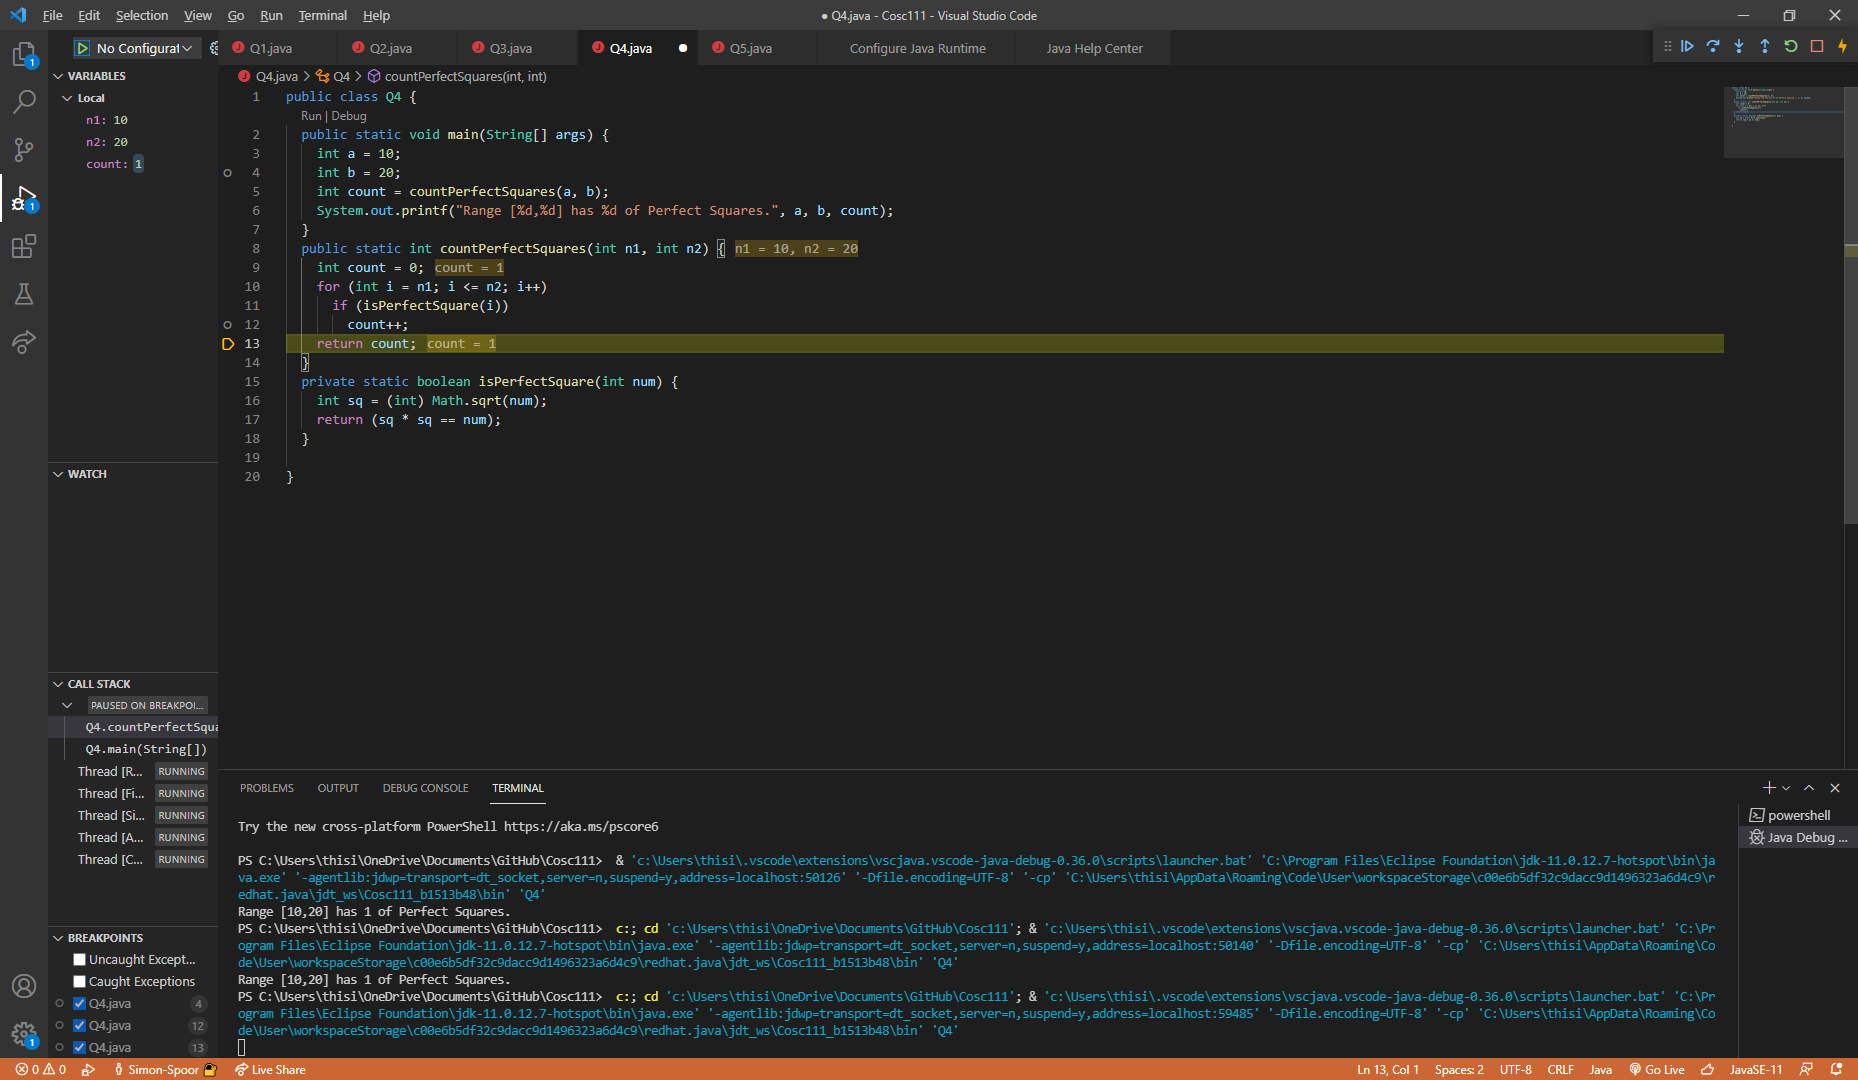 File Edit Selection View Go Run Terminal Help
● Q4.java - Cosc111 - Visual Studio Code
No Configurat
Q1.java Q2.java Q3.java Q4.java Q5.java Configure Java Runtime Java Help Center
Q4.java > Q4 > countPerfectSquares(int, int)
VARIABLES
Local
n1: 10
n2: 20
count: 1
WATCH
CALL STACK
PAUSED ON BREAKPOI...
Q4.countPerfectSqua
Q4.main(String[])
Thread [R... RUNNING
Thread [Fi... RUNNING
Thread [Si... RUNNING
Thread [A... RUNNING
Thread [C... RUNNING
BREAKPOINTS
Uncaught Except...
Caught Exceptions
Q4.java 4
Q4.java 12
Q4.java 13
1 public class Q4 {
Run | Debug
2 public static void main(String[] args) {
3 int a = 10;
4 int b = 20;
5 int count = countPerfectSquares(a, b);
6 System.out.printf("Range [%d,%d] has %d of Perfect Squares.", a, b, count);
7 }
8 public static int countPerfectSquares(int n1, int n2) { n1 = 10, n2 = 20
9 int count = 0; count = 1
10 for (int i = n1; i <= n2; i++)
11 if (isPerfectSquare(i))
12 count++;
13 return count; count = 1
14 }
15 private static boolean isPerfectSquare(int num) {
16 int sq = (int) Math.sqrt(num);
17 return (sq * sq == num);
18 }
19
20 }
PROBLEMS OUTPUT DEBUG CONSOLE TERMINAL
powershell
Java Debug ...
Try the new cross-platform PowerShell https://aka.ms/pscore6
PS C:\Users\thisi\OneDrive\Documents\GitHub\Cosc111> & 'c:\Users\thisi\.vscode\extensions\vscjava.vscode-java-debug-0.36.0\scripts\launcher.bat' 'C:\Program Files\Eclipse Foundation\jdk-11.0.12.7-hotspot\bin\ja
va.exe' '-agentlib:jdwp=transport=dt_socket,server=n,suspend=y,address=localhost:50126' '-Dfile.encoding=UTF-8' '-cp' 'C:\Users\thisi\AppData\Roaming\Code\User\workspaceStorage\c00e6b5df32c9dacc9d1496323a6d4c9\r
edhat.java\jdt_ws\Cosc111_b1513b48\bin' 'Q4'
Range [10,20] has 1 of Perfect Squares.
PS C:\Users\thisi\OneDrive\Documents\GitHub\Cosc111> c:; cd 'c:\Users\thisi\OneDrive\Documents\GitHub\Cosc111'; & 'c:\Users\thisi\.vscode\extensions\vscjava.vscode-java-debug-0.36.0\scripts\launcher.bat' 'C:\Pr
ogram Files\Eclipse Foundation\jdk-11.0.12.7-hotspot\bin\java.exe' '-agentlib:jdwp=transport=dt_socket,server=n,suspend=y,address=localhost:50140' '-Dfile.encoding=UTF-8' '-cp' 'C:\Users\thisi\AppData\Roaming\Co
de\User\workspaceStorage\c00e6b5df32c9dacc9d1496323a6d4c9\redhat.java\jdt_ws\Cosc111_b1513b48\bin' 'Q4'
Range [10,20] has 1 of Perfect Squares.
PS C:\Users\thisi\OneDrive\Documents\GitHub\Cosc111> c:; cd 'c:\Users\thisi\OneDrive\Documents\GitHub\Cosc111'; & 'c:\Users\thisi\.vscode\extensions\vscjava.vscode-java-debug-0.36.0\scripts\launcher.bat' 'C:\Pr
ogram Files\Eclipse Foundation\jdk-11.0.12.7-hotspot\bin\java.exe' '-agentlib:jdwp=transport=dt_socket,server=n,suspend=y,address=localhost:59485' '-Dfile.encoding=UTF-8' '-cp' 'C:\Users\thisi\AppData\Roaming\Co
de\User\workspaceStorage\c00e6b5df32c9dacc9d1496323a6d4c9\redhat.java\jdt_ws\Cosc111_b1513b48\bin' 'Q4'
0 0 Simon-Spoor Live Share Ln 13, Col 1 Spaces: 2 UTF-8 CRLF Java Go Live JavaSE-11